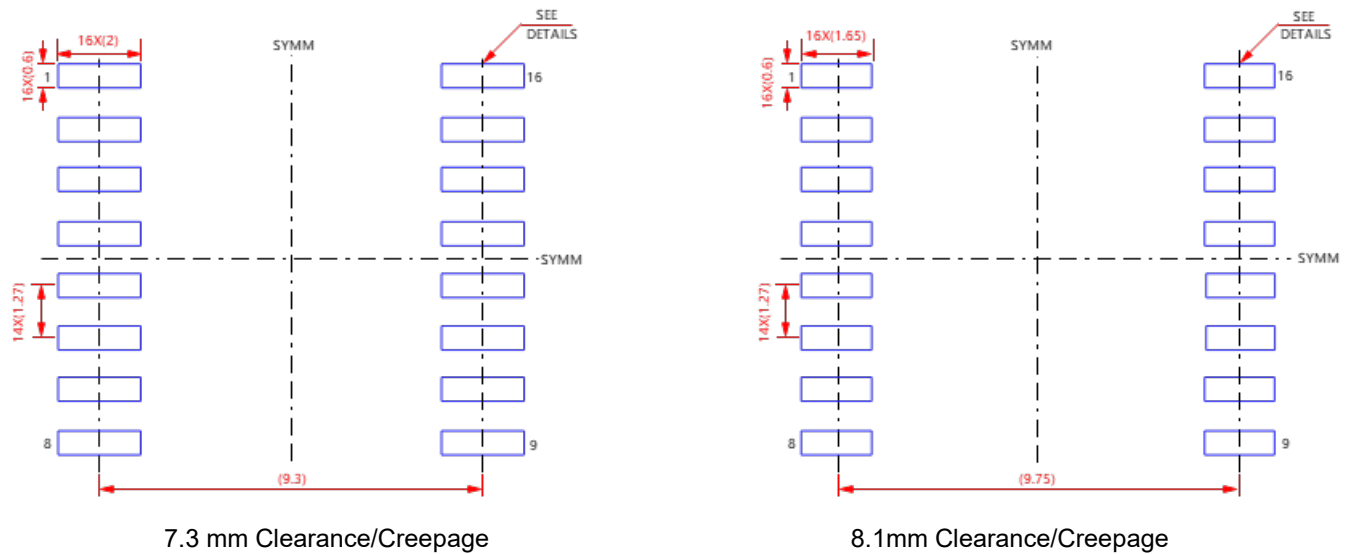 SEE
DETAILS
16X(2)
SYMM
16X(0.6)
1
16
SYMM
14X(1.27)
8
9
(9.3)
7.3 mm Clearance/Creepage
SEE
DETAILS
16X(1.65)
SYMM
16X(0.6)
1
16
SYMM
14X(1.27)
8
9
(9.75)
8.1mm Clearance/Creepage